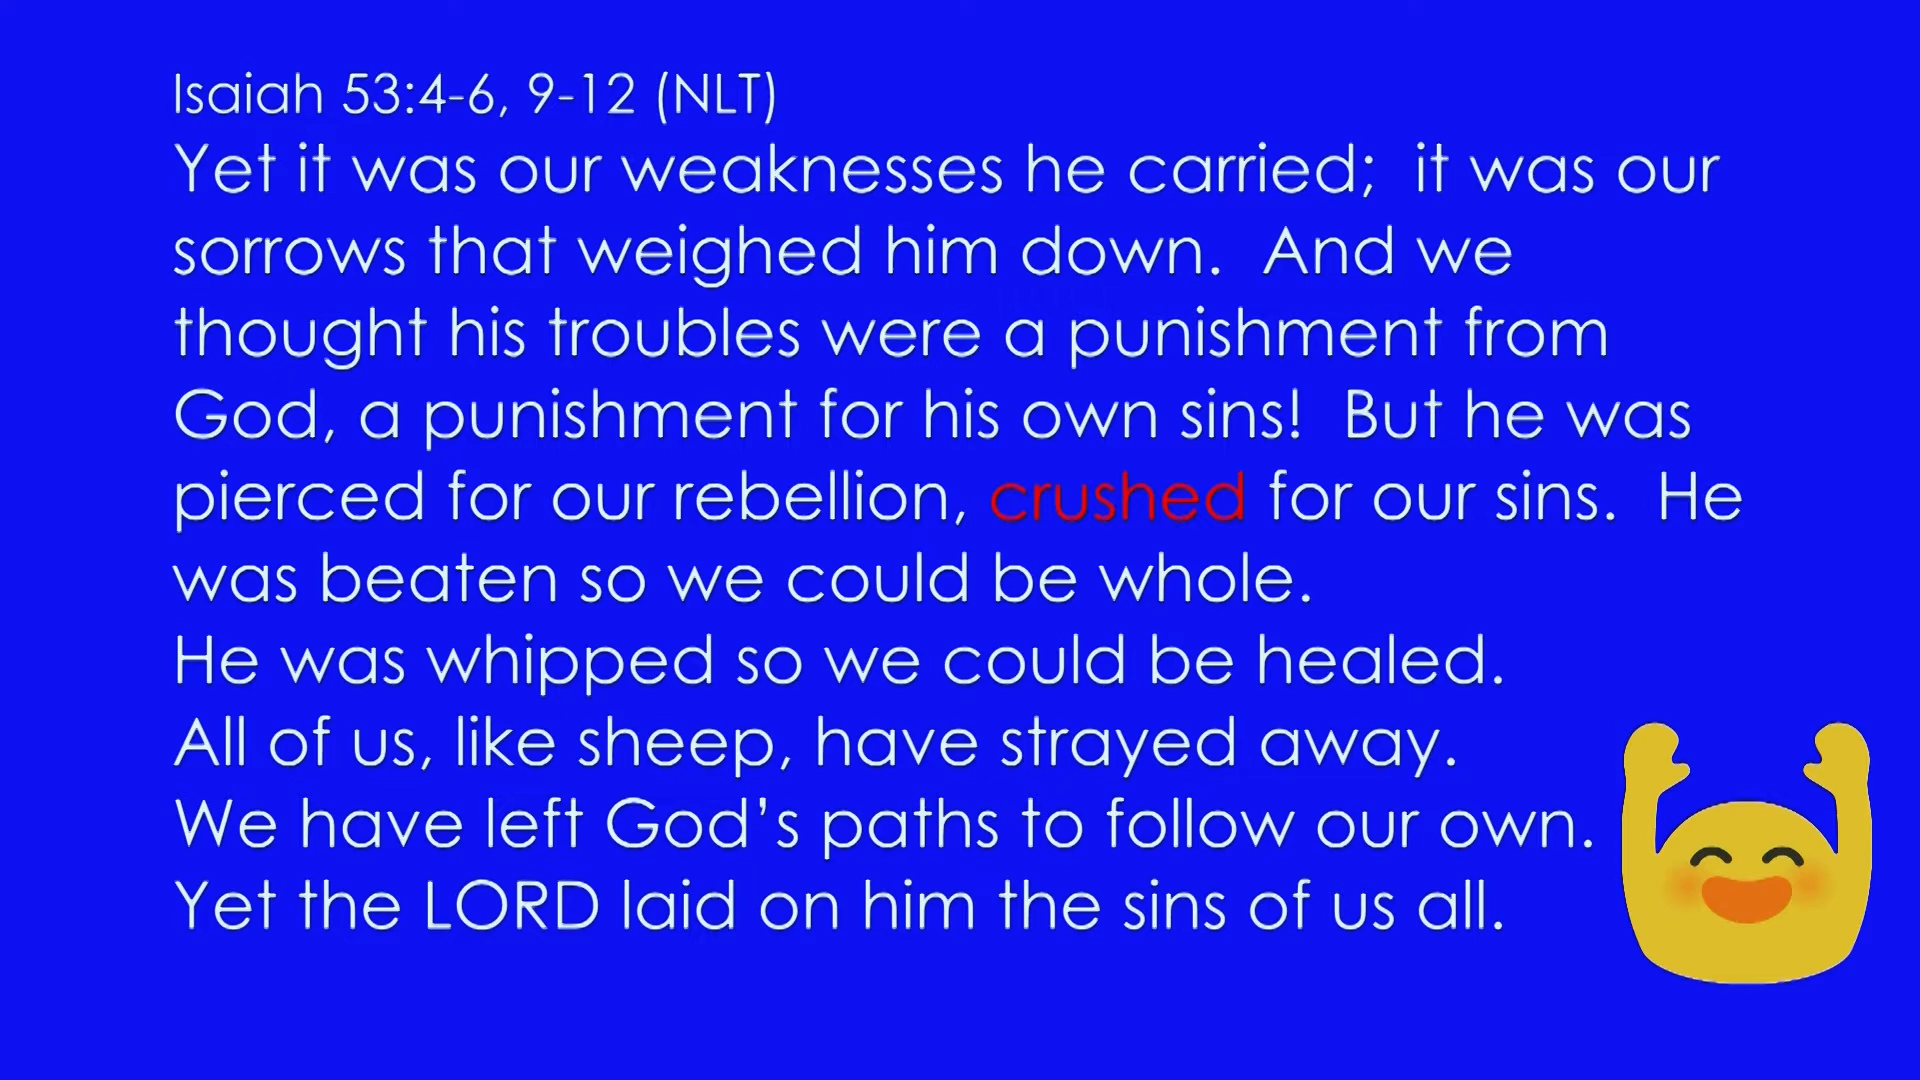 Isaiah 53:4-6, 9-12 (NLT)
Yet it was our weaknesses he carried;  it was our
sorrows that weighed him down.  And we
thought his troubles were a punishment from
God, a punishment for his own sins!  But he was
pierced for our rebellion, crushed for our sins.  He
was beaten so we could be whole.
He was whipped so we could be healed.
All of us, like sheep, have strayed away.
We have left God’s paths to follow our own.
Yet the LORD laid on him the sins of us all.